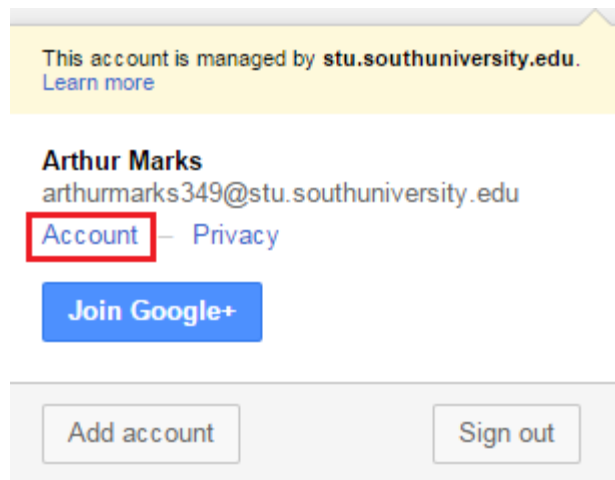 This account is managed by stu.southuniversity.edu.
Learn more
Arthur Marks
arthurmarks349@stu.southuniversity.edu
Account – Privacy
Join Google+
Add account Sign out